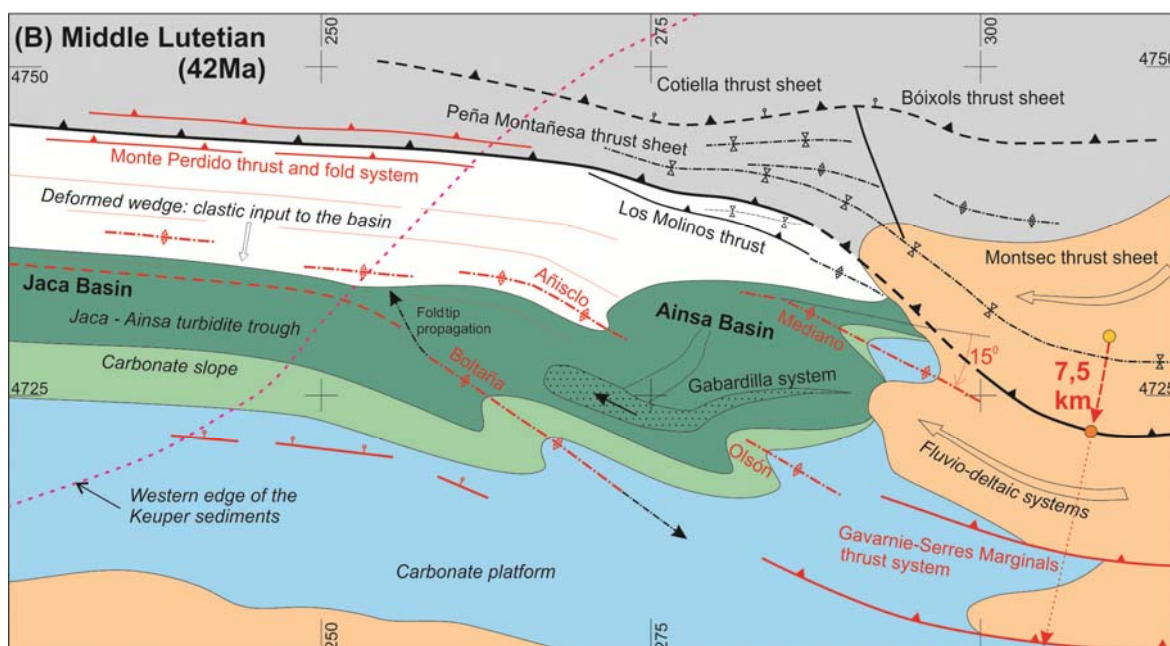 (B) Middle Lutetian
(42Ma)
250
275
300
4750
4750
Cotiella thrust sheet
Bóixols thrust sheet
Peña Montañesa thrust sheet
Monte Perdido thrust and fold system
Deformed wedge: clastic input to the basin
Los Molinos thrust
Montsec thrust sheet
Añisclo
Jaca Basin
Ainsa Basin
Fold tip
propagation
Mediano
Jaca - Ainsa turbidite trough
15º
7,5
km
Boltaña
Carbonate slope
Gabardilla system
4725
4725
Olsón
Fluvio-deltaic systems
Western edge of the
Keuper sediments
Gavarnie-Serres Marginals
thrust system
Carbonate platform
250
275
300